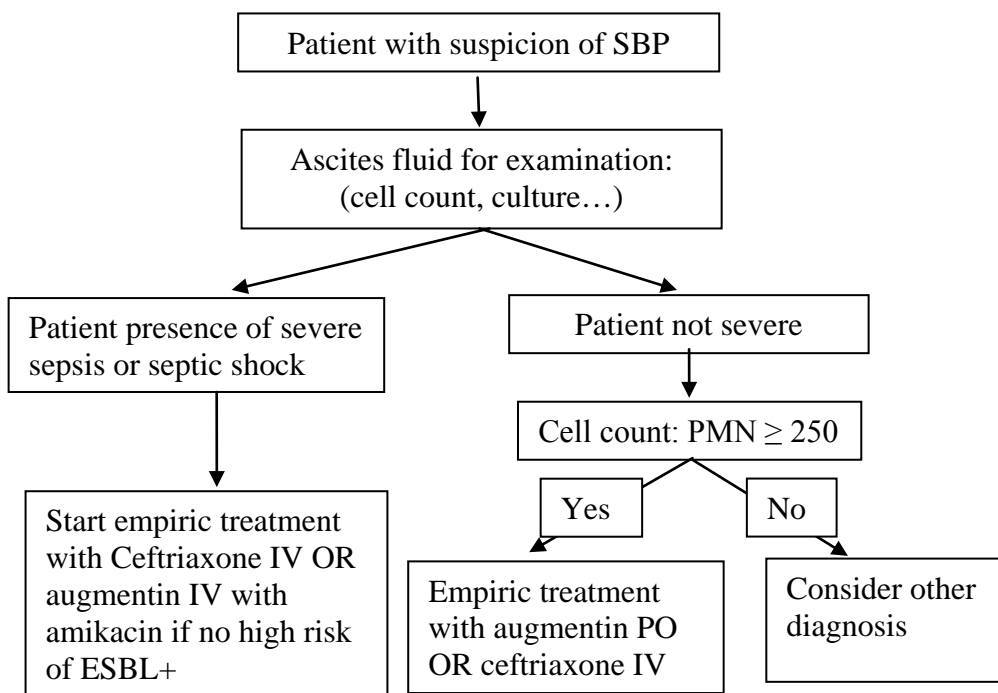 Patient with suspicion of SBP
Ascites fluid for examination:
(cell count, culture…)
Patient presence of severe
sepsis or septic shock
Patient not severe
Cell count: PMN ≥ 250
Yes
No
Start empiric treatment
with Ceftriaxone IV OR
augmentin IV with
amikacin if no high risk
of ESBL+
Empiric treatment
with augmentin PO
OR ceftriaxone IV
Consider other
diagnosis